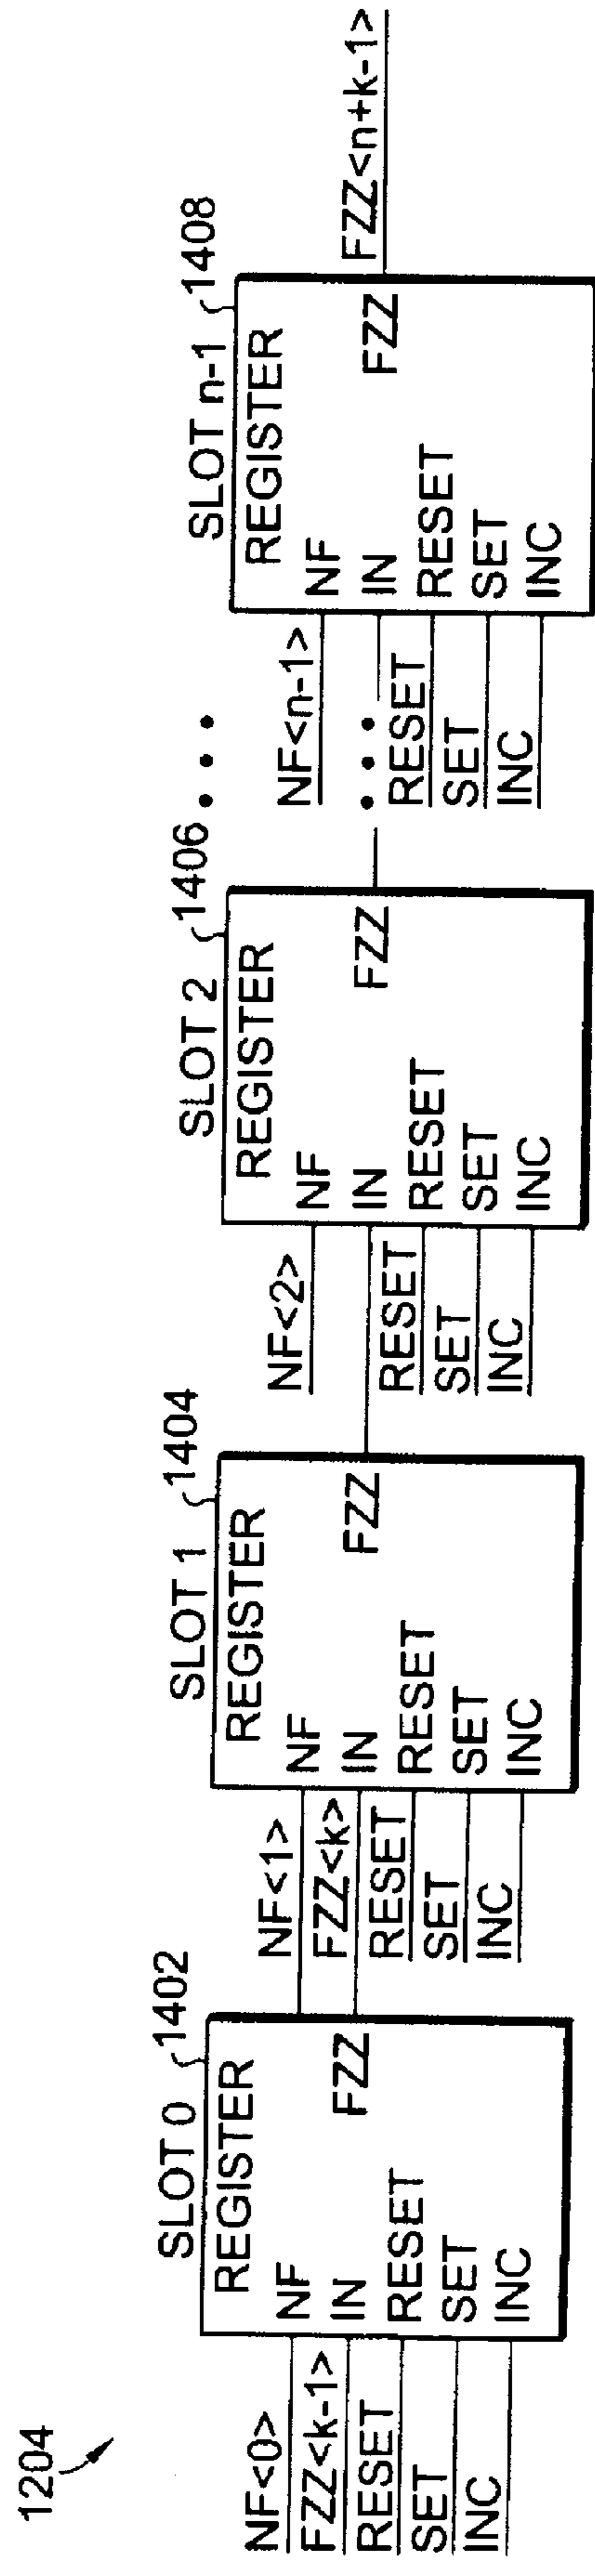 1204
SLOT 0
1402
REGISTER
NF<0>
NF
FZZ<k-1>
IN
FZZ
RESET
RESET
SET
SET
INC
INC
SLOT 1
1404
REGISTER
NF<1>
NF
FZZ<k>
IN
FZZ
RESET
RESET
SET
SET
INC
INC
SLOT 2
1406
REGISTER
NF<2>
NF
IN
FZZ
RESET
RESET
SET
SET
INC
INC
SLOT n-1
1408
REGISTER
NF<n-1>
NF
IN
FZZ
FZZ<n+k-1>
RESET
RESET
SET
SET
INC
INC